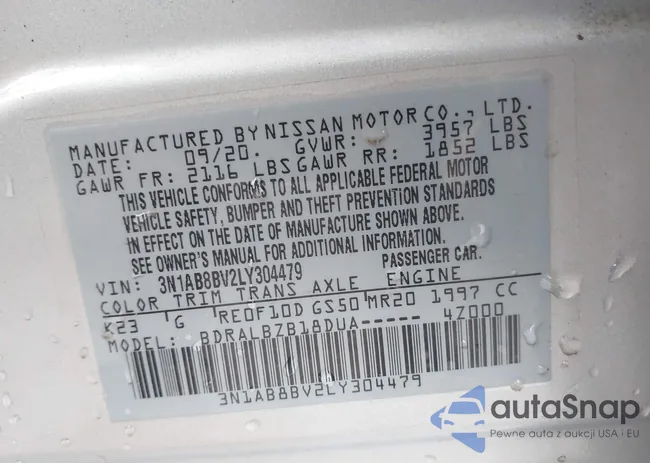 MANUFACTURED BY NISSAN MOTOR CO., LTD.
DATE: 09/20. GVWR: 3957 LBS
GAWR FR: 2116 LBS GAWR RR: 1852 LBS
THIS VEHICLE CONFORMS TO ALL APPLICABLE FEDERAL MOTOR
VEHICLE SAFETY, BUMPER AND THEFT PREVENTION STANDARDS
IN EFFECT ON THE DATE OF MANUFACTURE SHOWN ABOVE.
SEE OWNER'S MANUAL FOR ADDITIONAL INFORMATION.
VIN: 3N1AB8BV2LY304479 PASSENGER CAR.
COLOR TRIM TRANS AXLE ENGINE
K23 G RE0F10D GS50 MR20 1997 CC
MODEL: BDRALBZB18DUA----- 4Z000
3N1AB8BV2LY304479
autoSnap
Pewne auta z aukcji USA i EU